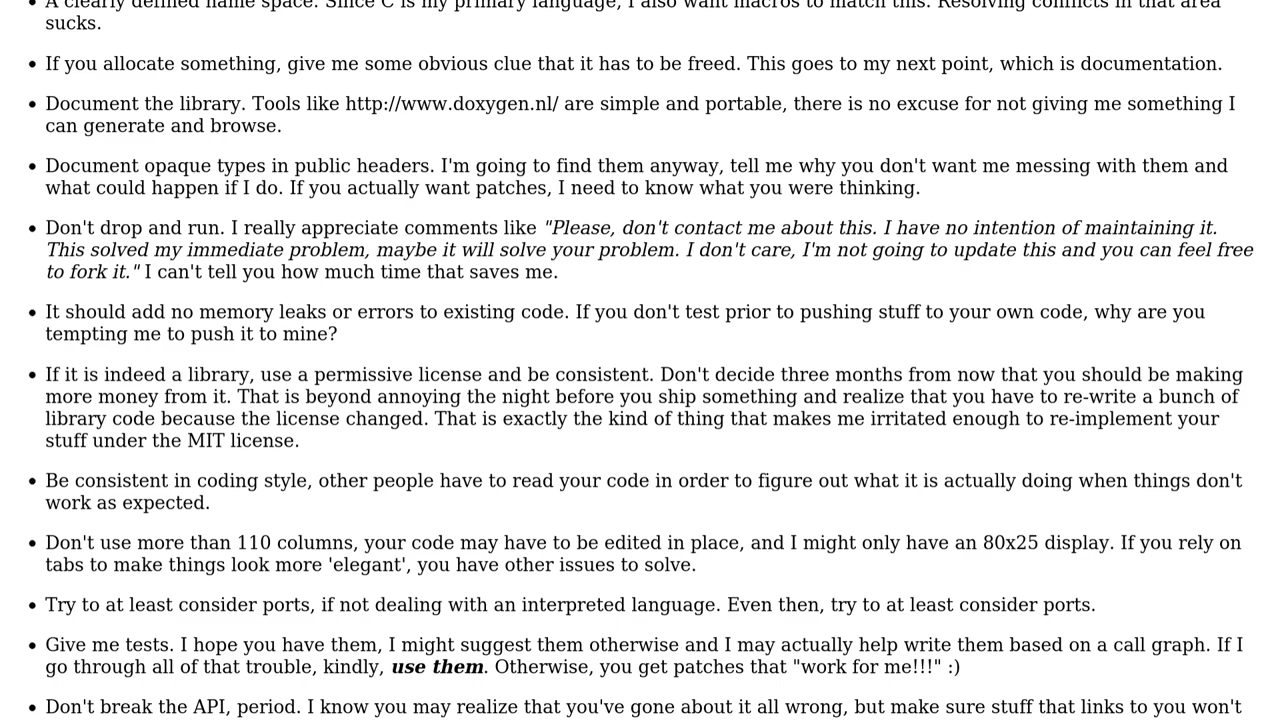 • A clearly defined name space. Since C is my primary language, I also want macros to match this. Resolving conflicts in that area
sucks.
• If you allocate something, give me some obvious clue that it has to be freed. This goes to my next point, which is documentation.
• Document the library. Tools like http://www.doxygen.nl/ are simple and portable, there is no excuse for not giving me something I
can generate and browse.
• Document opaque types in public headers. I'm going to find them anyway, tell me why you don't want me messing with them and
what could happen if I do. If you actually want patches, I need to know what you were thinking.
• Don't drop and run. I really appreciate comments like "Please, don't contact me about this. I have no intention of maintaining it.
This solved my immediate problem, maybe it will solve your problem. I don't care, I'm not going to update this and you can feel free
to fork it." I can't tell you how much time that saves me.
• It should add no memory leaks or errors to existing code. If you don't test prior to pushing stuff to your own code, why are you
tempting me to push it to mine?
• If it is indeed a library, use a permissive license and be consistent. Don't decide three months from now that you should be making
more money from it. That is beyond annoying the night before you ship something and realize that you have to re-write a bunch of
library code because the license changed. That is exactly the kind of thing that makes me irritated enough to re-implement your
stuff under the MIT license.
• Be consistent in coding style, other people have to read your code in order to figure out what it is actually doing when things don't
work as expected.
• Don't use more than 110 columns, your code may have to be edited in place, and I might only have an 80x25 display. If you rely on
tabs to make things look more 'elegant', you have other issues to solve.
• Try to at least consider ports, if not dealing with an interpreted language. Even then, try to at least consider ports.
• Give me tests. I hope you have them, I might suggest them otherwise and I may actually help write them based on a call graph. If I
go through all of that trouble, kindly, use them. Otherwise, you get patches that "work for me!!!" :)
• Don't break the API, period. I know you may realize that you've gone about it all wrong, but make sure stuff that links to you won't